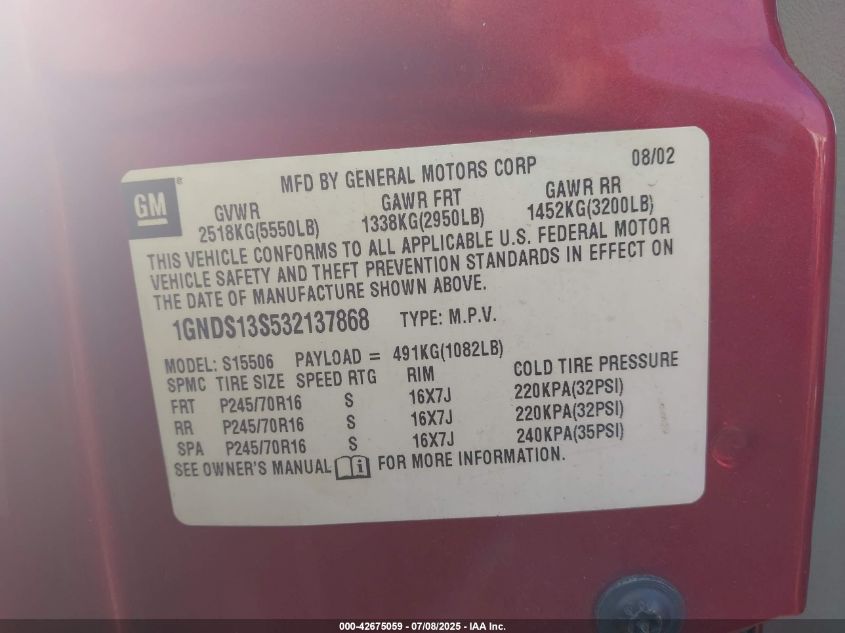 MFD BY GENERAL MOTORS CORP 08/02
GM ®
GVWR GAWR FRT GAWR RR
2518KG(5550LB) 1338KG(2950LB) 1452KG(3200LB)
THIS VEHICLE CONFORMS TO ALL APPLICABLE U.S. FEDERAL MOTOR
VEHICLE SAFETY AND THEFT PREVENTION STANDARDS IN EFFECT ON
THE DATE OF MANUFACTURE SHOWN ABOVE.
1GNDS13S532137868 TYPE: M.P.V.
MODEL: S15506 PAYLOAD = 491KG(1082LB)
SPMC TIRE SIZE SPEED RTG RIM COLD TIRE PRESSURE
FRT P245/70R16 S 16X7J 220KPA(32PSI)
RR P245/70R16 S 16X7J 220KPA(32PSI)
SPA P245/70R16 S 16X7J 240KPA(35PSI)
SEE OWNER'S MANUAL i FOR MORE INFORMATION.
000-42675059 - 07/08/2025 - IAA Inc.